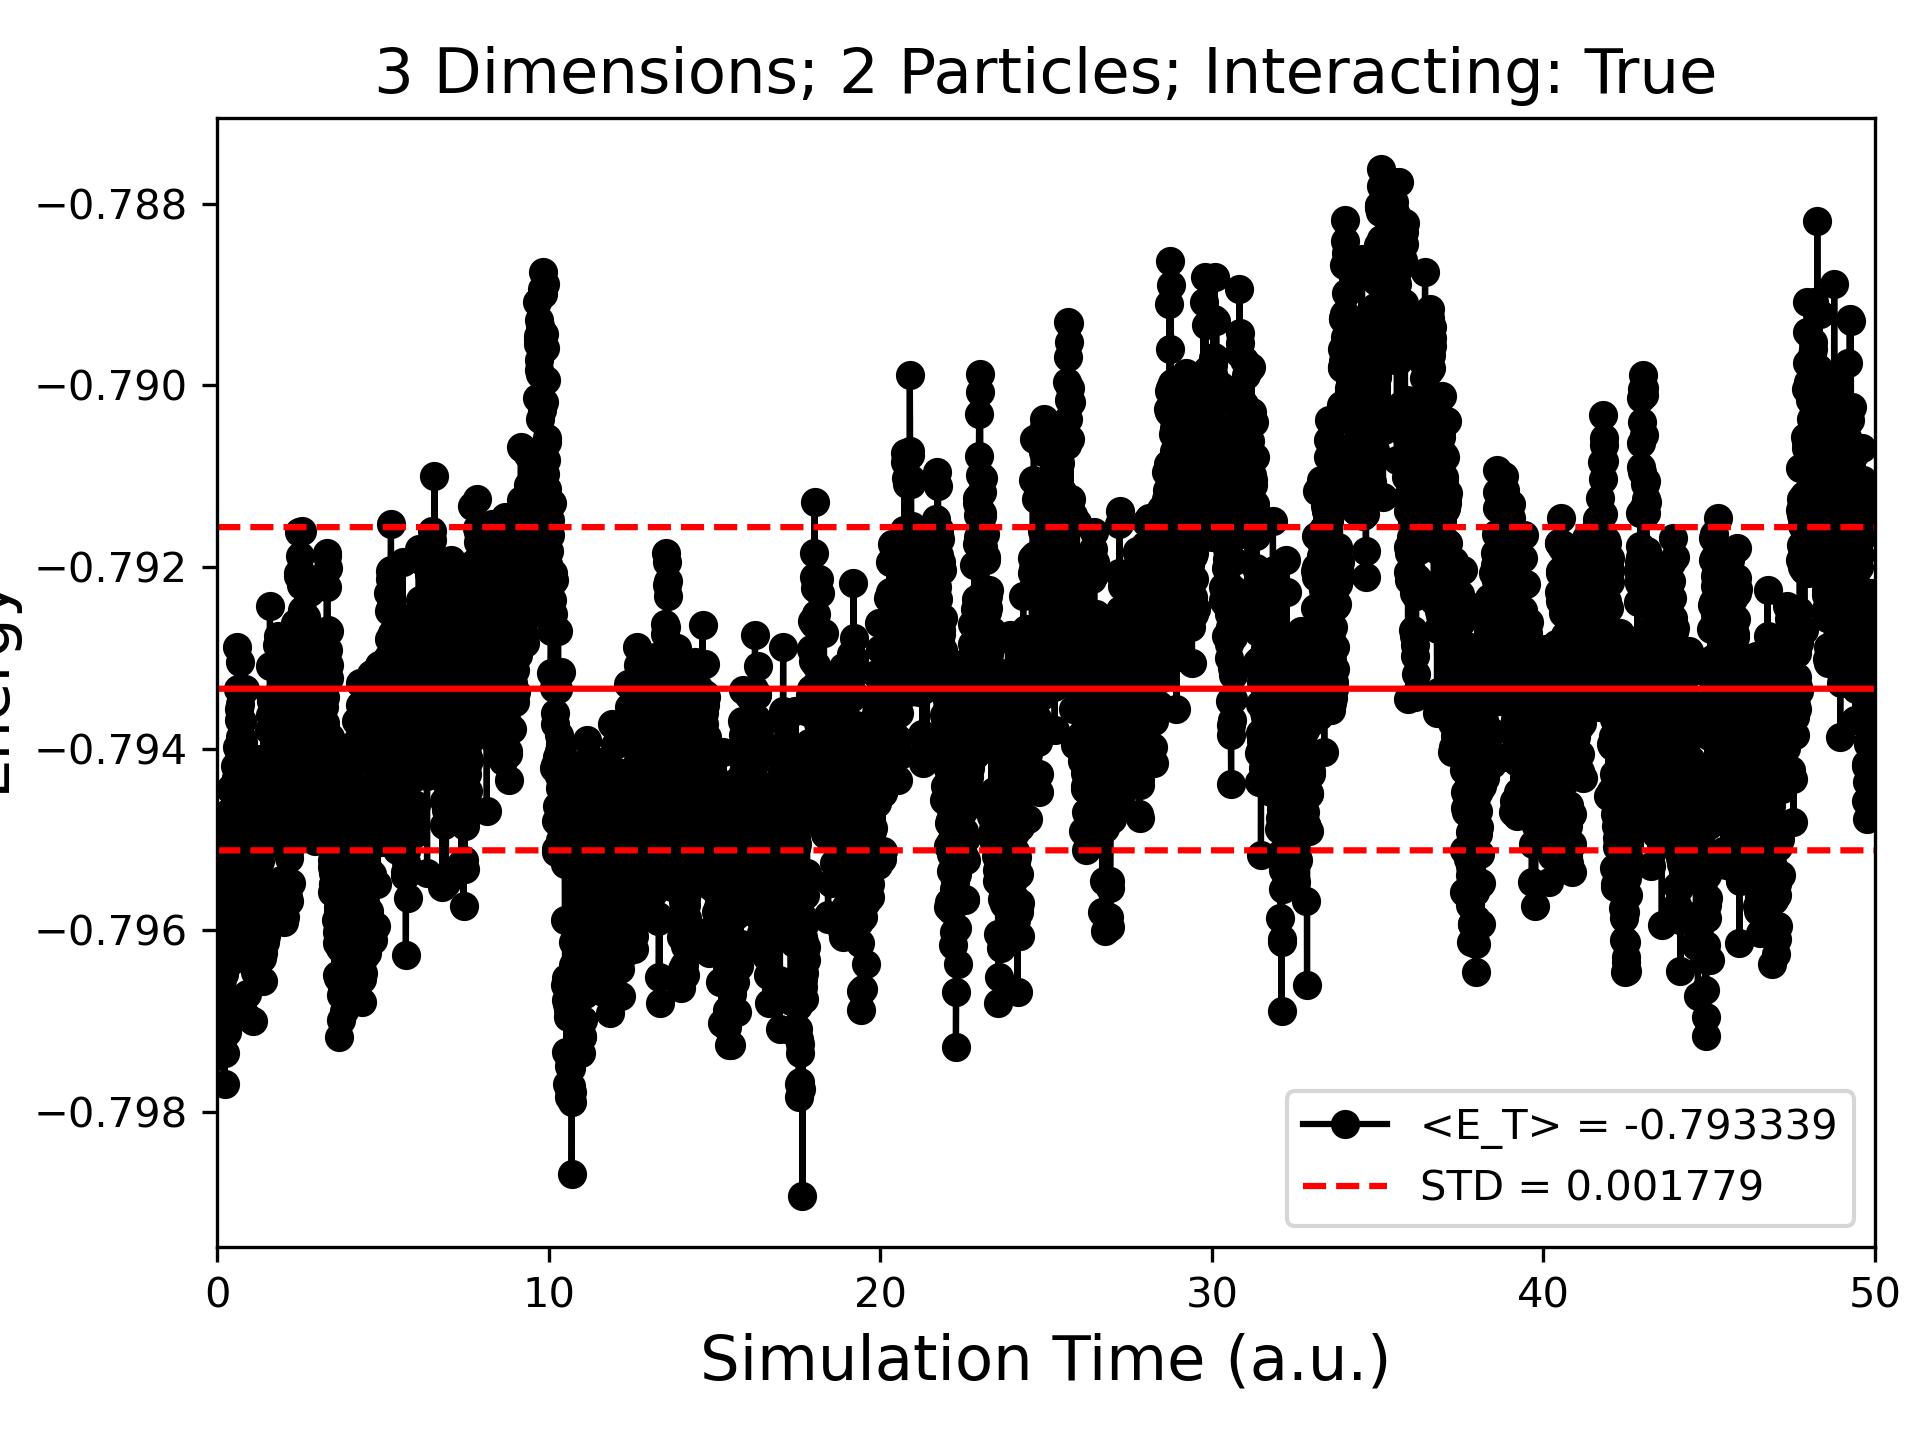 3 Dimensions; 2 Particles; Interacting: True
Energy
−0.788
−0.790
−0.792
−0.794
−0.796
−0.798
<E_T> = -0.793339
STD = 0.001779
0 10 20 30 40 50
Simulation Time (a.u.)